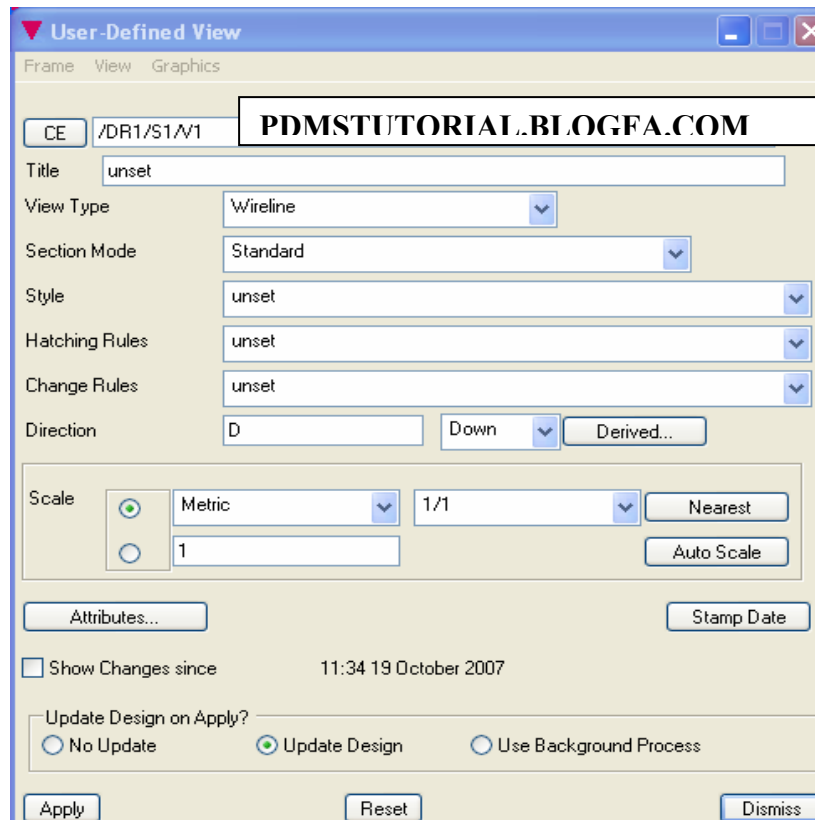 User-Defined View
Frame View Graphics
CE /DR1/S1/V1 PDMSTUTORIAL.BLOGFA.COM
Title unset
View Type Wireline
Section Mode Standard
Style unset
Hatching Rules unset
Change Rules unset
Direction D Down Derived...
Scale Metric 1/1 Nearest
1 Auto Scale
Attributes... Stamp Date
Show Changes since 11:34 19 October 2007
Update Design on Apply?
No Update Update Design Use Background Process
Apply Reset Dismiss